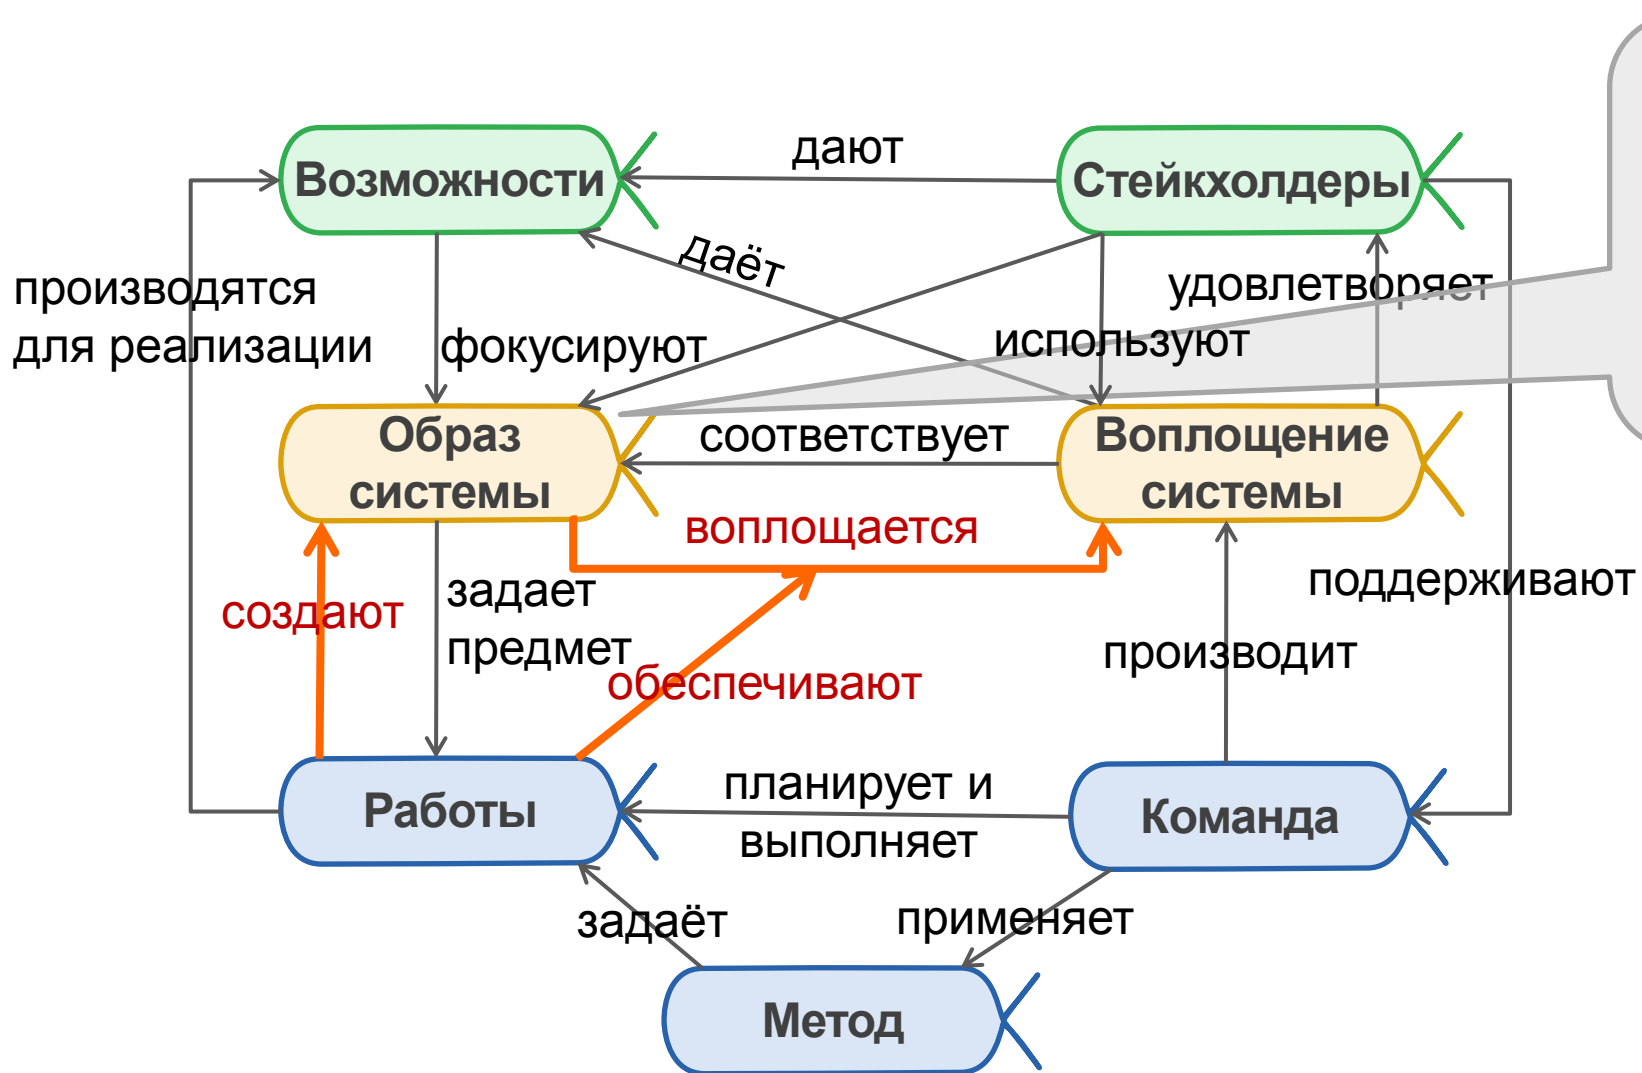 дают
Возможности
Стейкхолдеры
даёт
производятся
для реализации
удовлетворяет
фокусируют
используют
Образ
системы
соответствует
Воплощение
системы
воплощается
создают
задает
предмет
поддерживают
обеспечивают
производит
Работы
планирует и
выполняет
Команда
задаёт
применяет
Метод